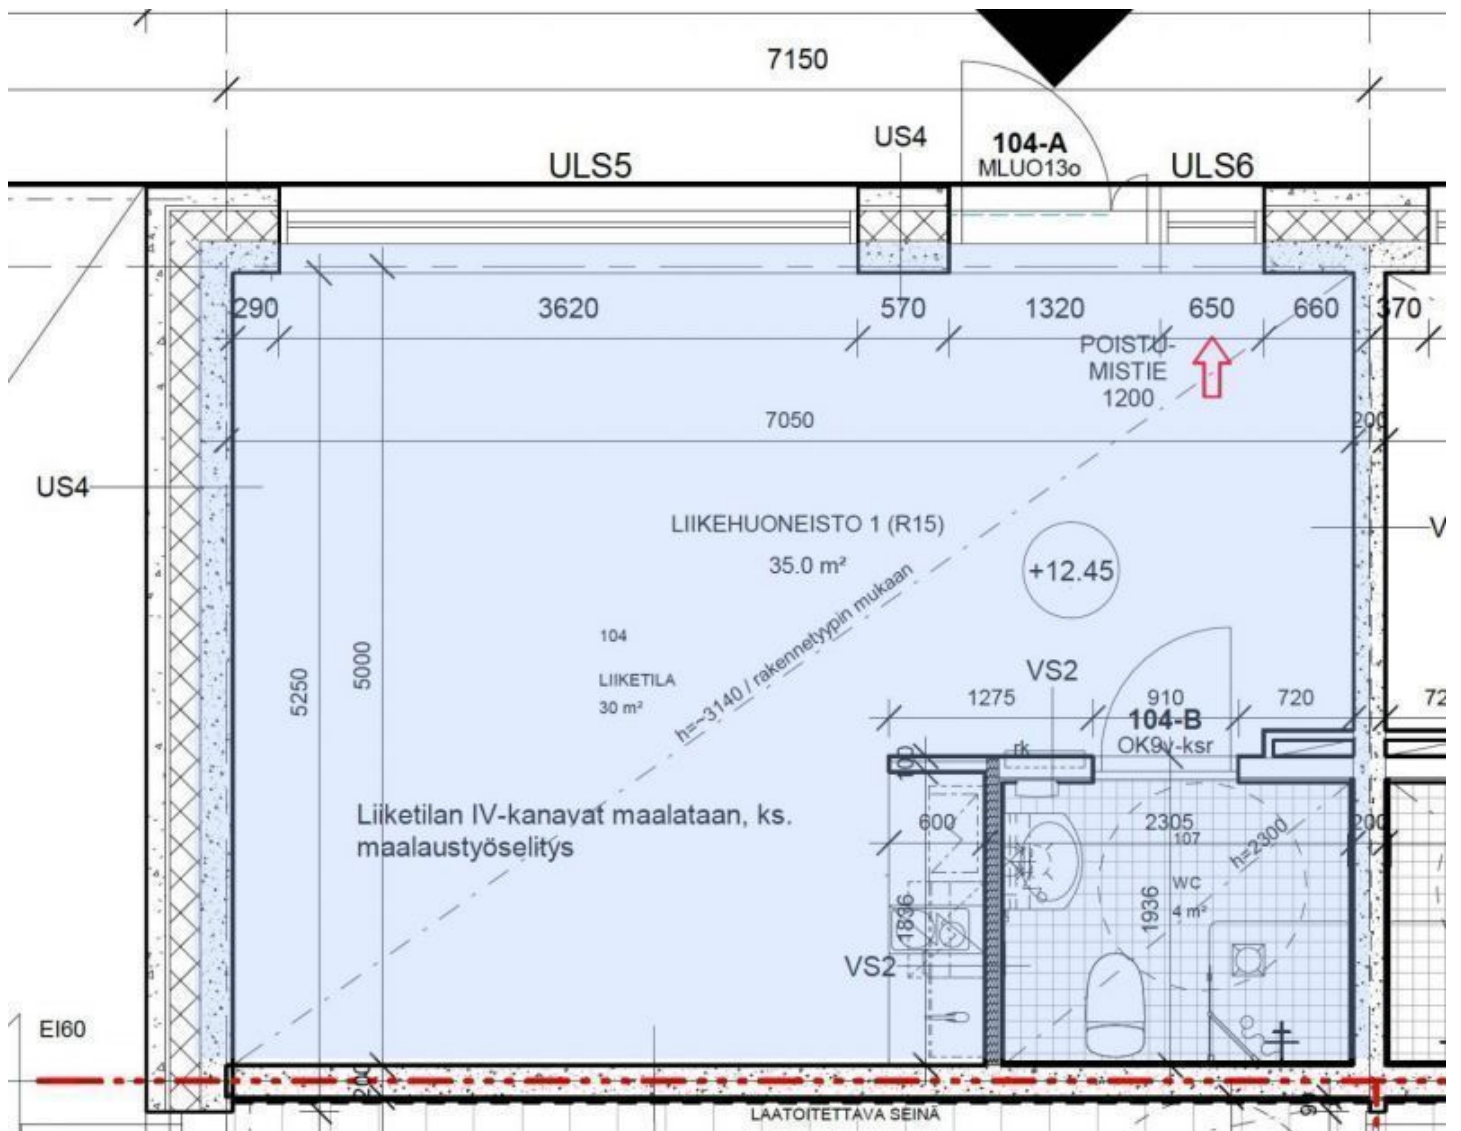 7150
US4
104-A
MLUO13o
ULS5
ULS6
290
3620
570
1320
650
660
370
POISTU-
MISTIE
1200
7050
200
US4
LIIKEHUONEISTO 1 (R15)
35.0 m²
+12.45
V
h=~3140 / rakennetyypin mukaan
104
LIIKETILA
30 m²
5250
5000
VS2
1275
910
720
72
104-B
OK9v-ksr
rk
100
Liiketilan IV-kanavat maalataan, ks.
maalaustyöselitys
600
2305
200
107
h=2300
WC
4 m²
1836
1936
VS2
EI60
200
LAATOITETTAVA SEINÄ